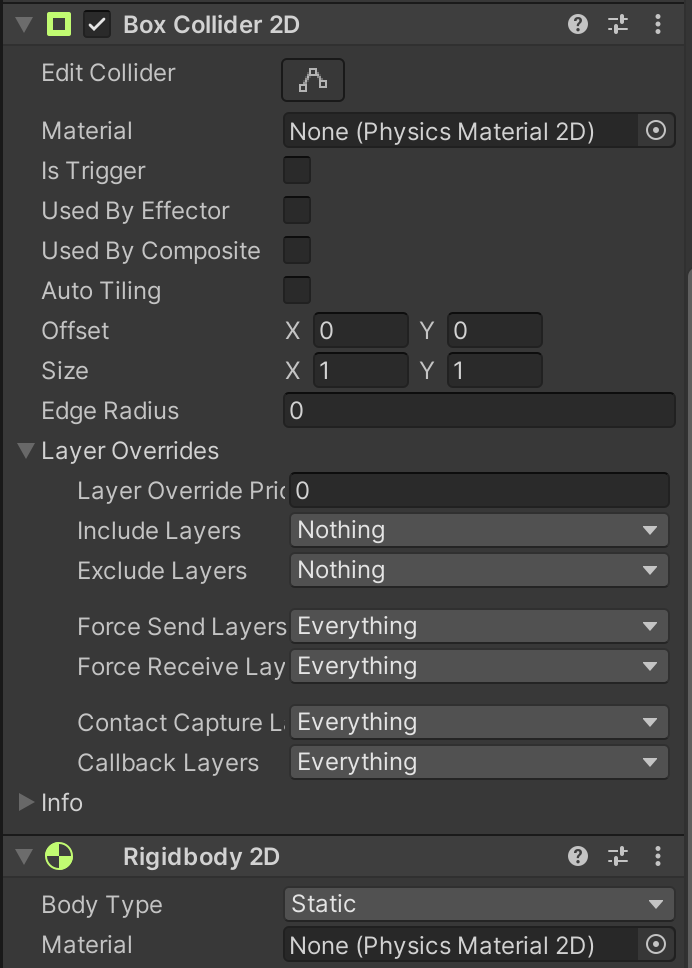 Box Collider 2D
Edit Collider
Material None (Physics Material 2D)
Is Trigger
Used By Effector
Used By Composite
Auto Tiling
Offset X 0 Y 0
Size X 1 Y 1
Edge Radius 0
Layer Overrides
Layer Override Pric 0
Include Layers Nothing
Exclude Layers Nothing
Force Send Layers Everything
Force Receive Lay Everything
Contact Capture L Everything
Callback Layers Everything
Info
Rigidbody 2D
Body Type Static
Material None (Physics Material 2D)